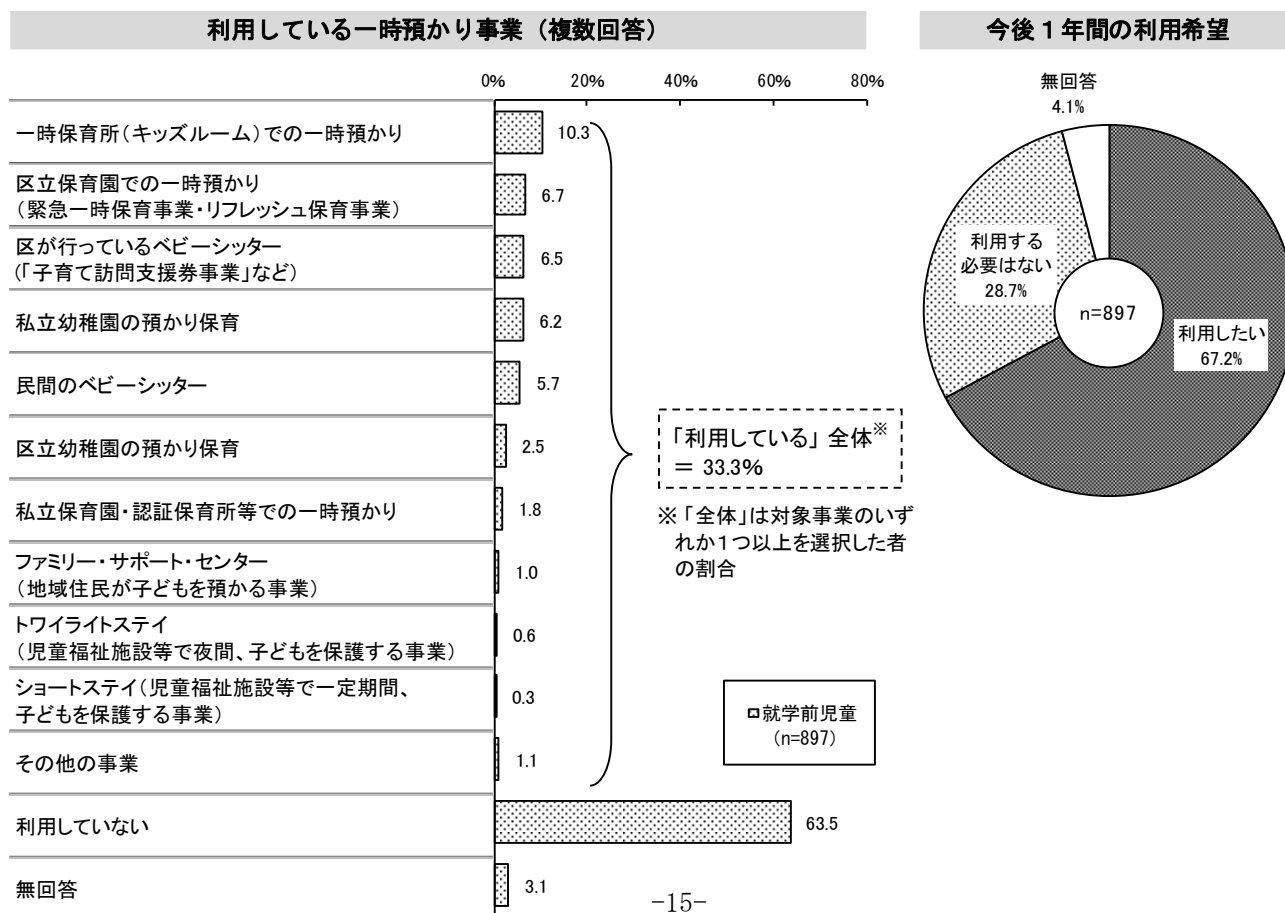 利用している一時預かり事業（複数回答）
0%
20%
40%
60%
80%
一時保育所（キッズルーム）での一時預かり
10.3
区立保育園での一時預かり
（緊急一時保育事業・リフレッシュ保育事業）
6.7
区が行っているベビーシッター
（「子育て訪問支援券事業」など）
6.5
私立幼稚園の預かり保育
6.2
民間のベビーシッター
5.7
区立幼稚園の預かり保育
2.5
私立保育園・認証保育所等での一時預かり
1.8
ファミリー・サポート・センター
（地域住民が子どもを預かる事業）
1.0
トワイライトステイ
（児童福祉施設等で夜間、子どもを保護する事業）
0.6
ショートステイ（児童福祉施設等で一定期間、
子どもを保護する事業）
0.3
その他の事業
1.1
利用していない
63.5
無回答
3.1
「利用している」全体※
＝ 33.3%
※「全体」は対象事業のいず
れか１つ以上を選択した者
の割合
就学前児童
(n=897)
今後１年間の利用希望
無回答
4.1%
利用する
必要はない
28.7%
n=897
利用したい
67.2%
-15-